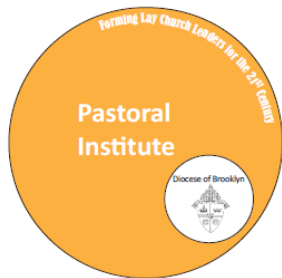 Forming Lay Church Leaders for the 21st Century
Pastoral
Institute
Diocese of Brooklyn